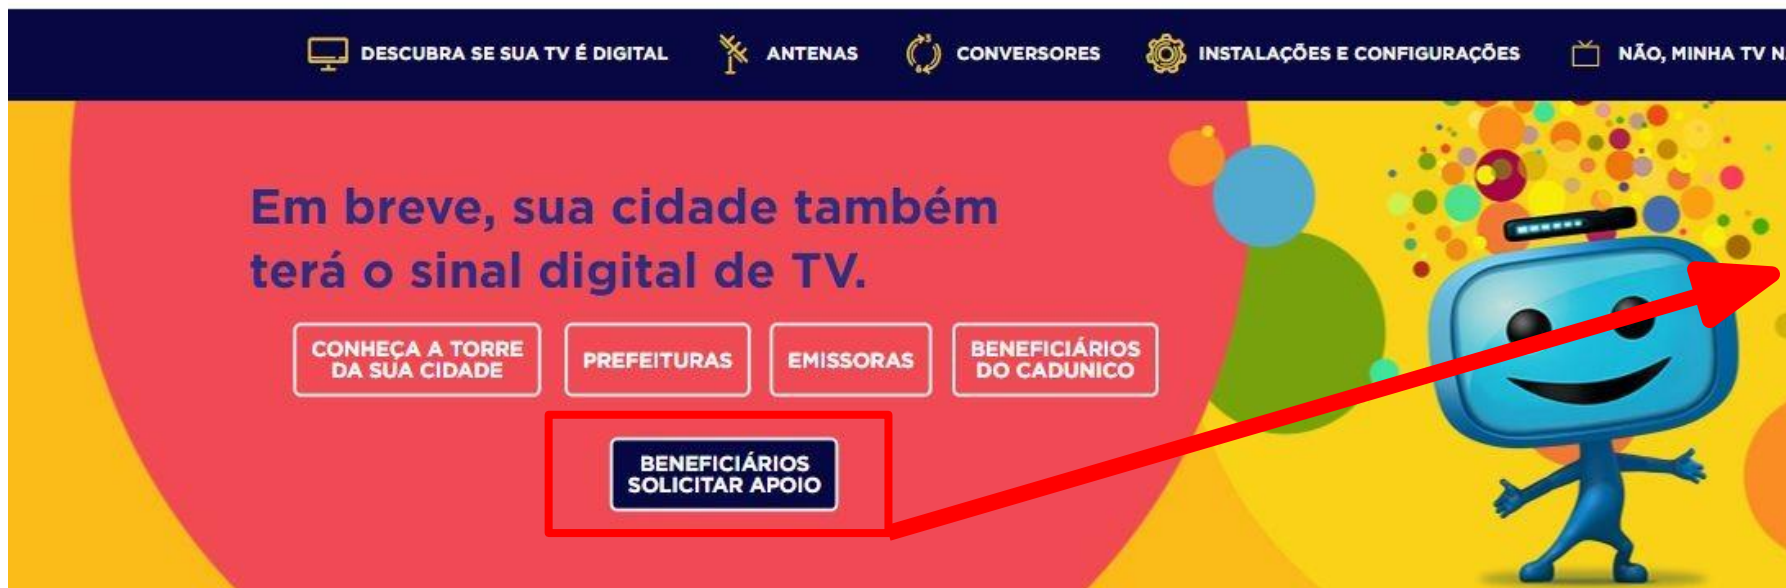 DESCUBRA SE SUA TV É DIGITAL
ANTENAS
CONVERSORES
INSTALAÇÕES E CONFIGURAÇÕES
NÃO, MINHA TV N
Em breve, sua cidade também
terá o sinal digital de TV.
CONHEÇA A TORRE
DA SUA CIDADE
PREFEITURAS
EMISSORAS
BENEFICIÁRIOS
DO CADUNICO
BENEFICIÁRIOS
SOLICITAR APOIO